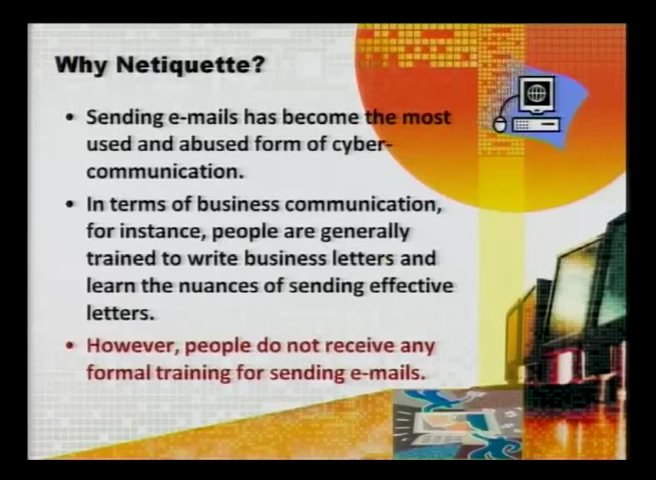 Why Netiquette?
• Sending e-mails has become the most
used and abused form of cyber-
communication.
• In terms of business communication,
for instance, people are generally
trained to write business letters and
learn the nuances of sending effective
letters.
• However, people do not receive any
formal training for sending e-mails.